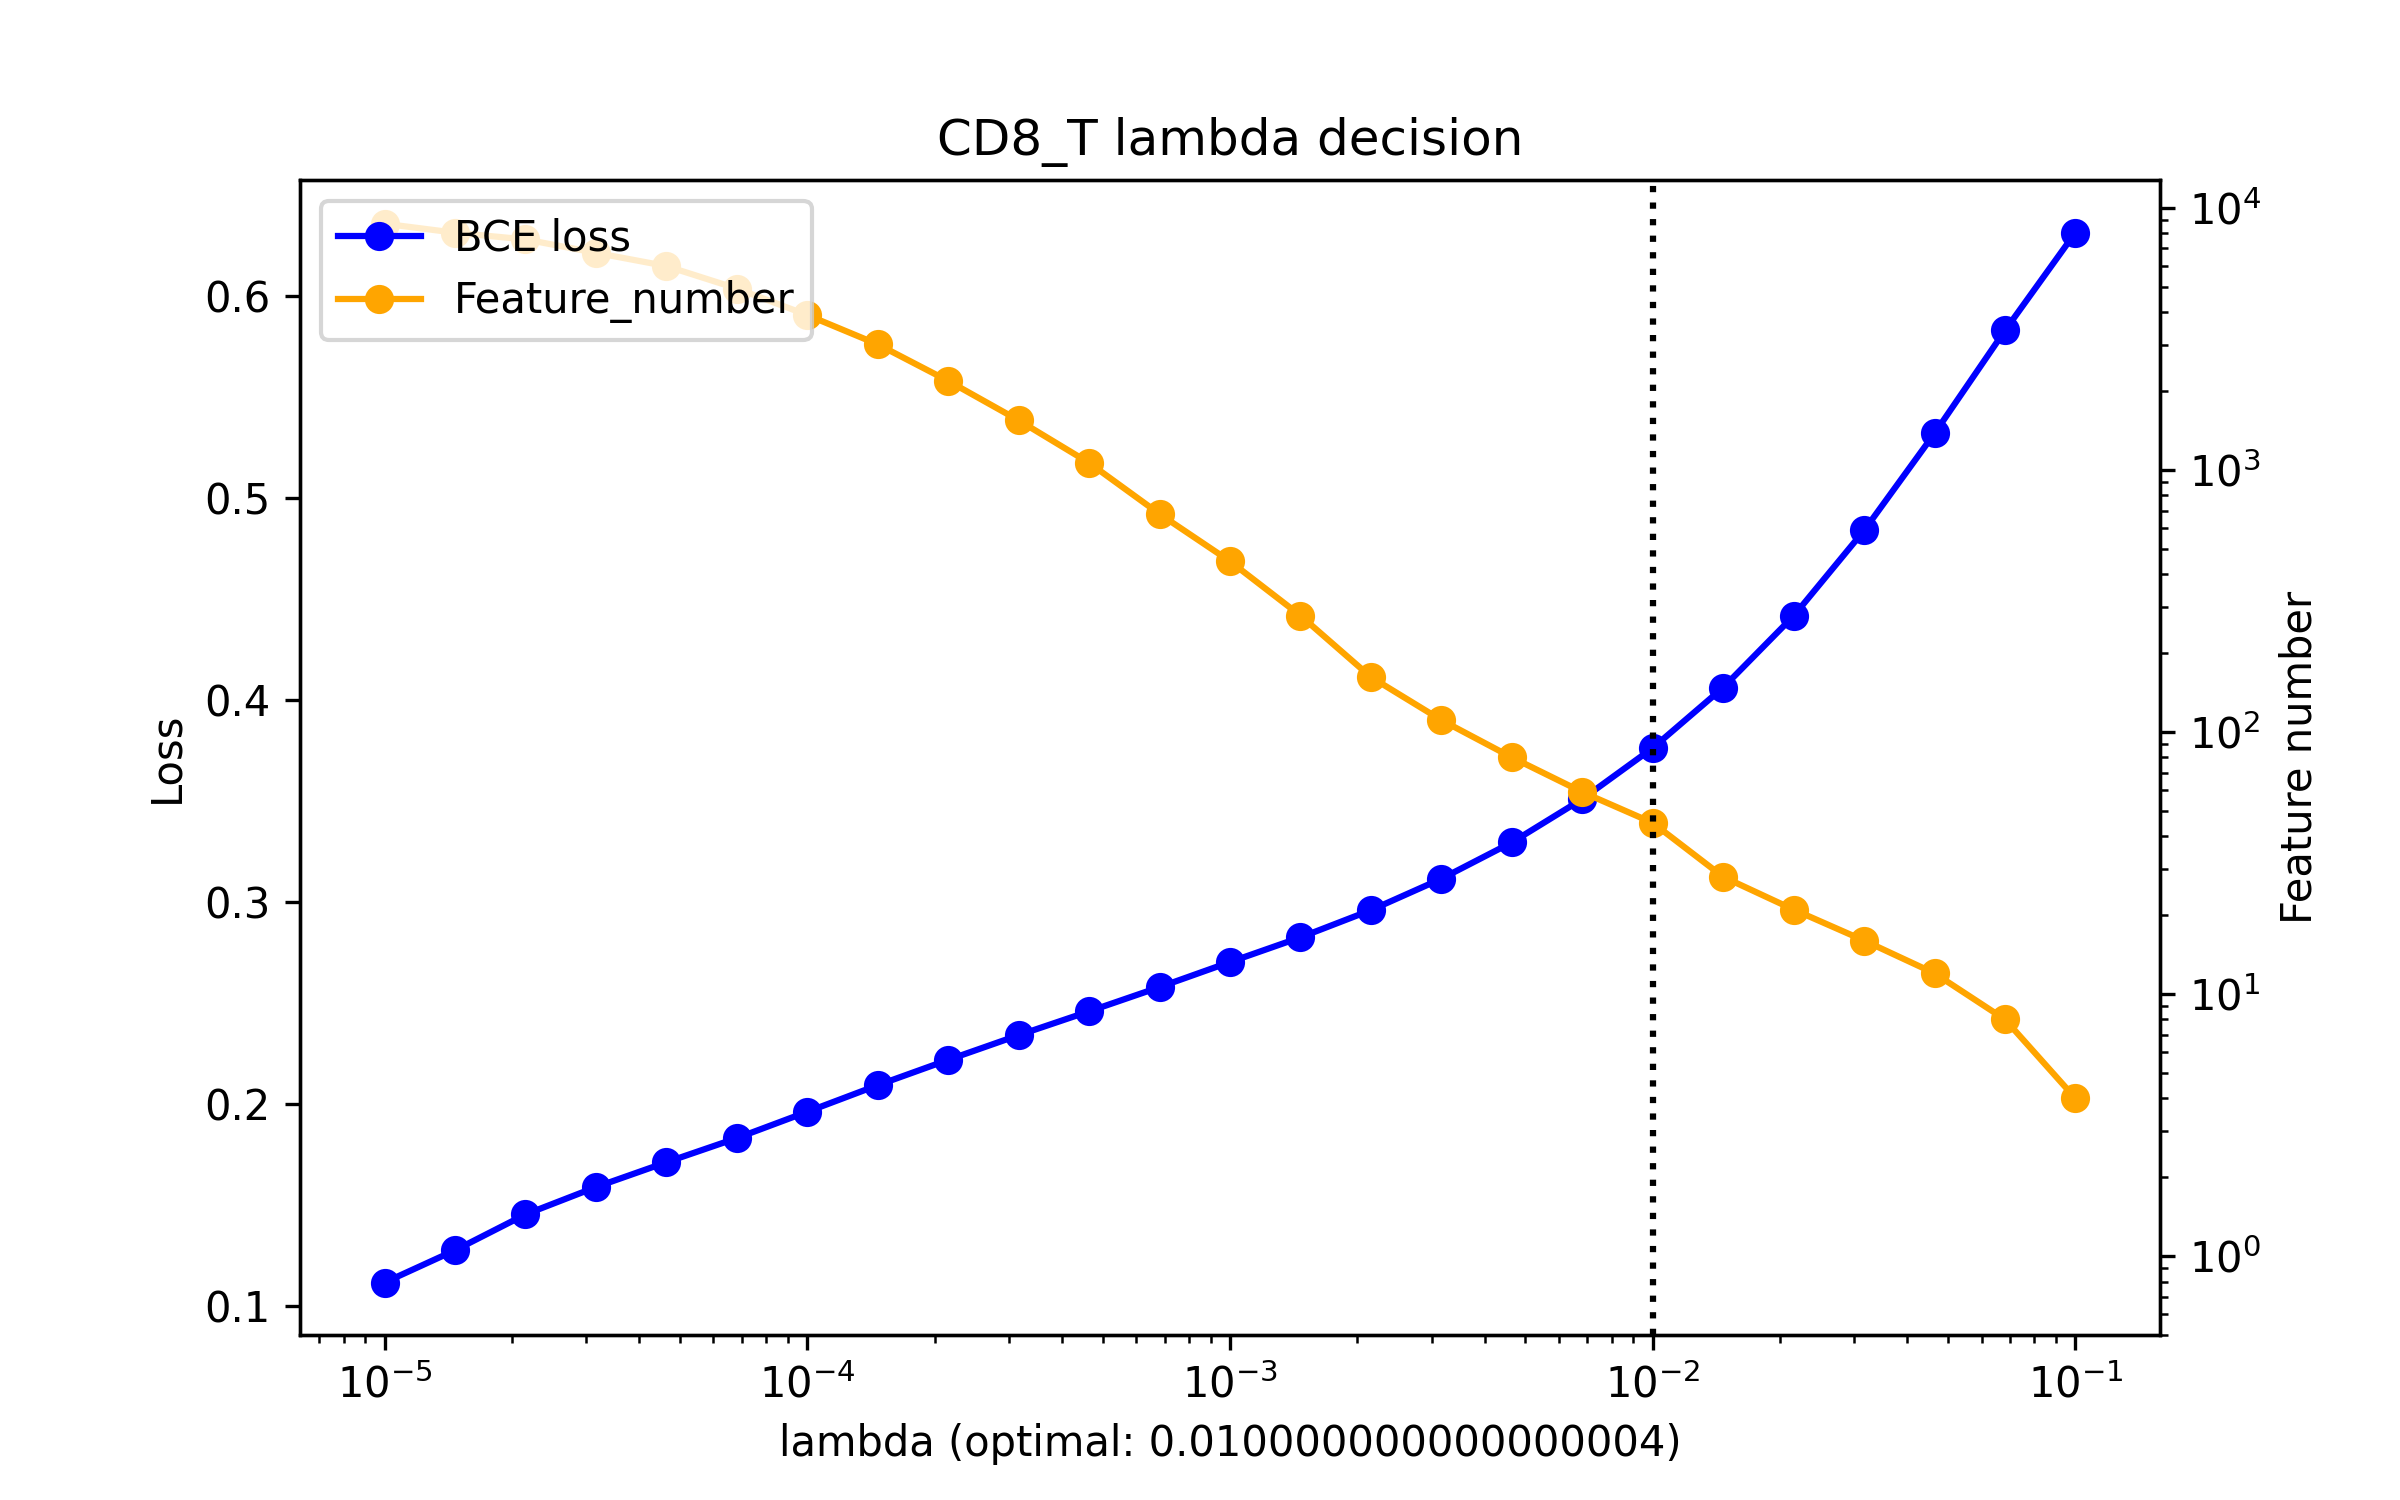 CD8_T lambda decision
BCE loss
Feature_number
Loss
0.6
0.5
0.4
0.3
0.2
0.1
10⁴
10³
10²
10¹
10⁰
Feature number
10⁻⁵ 10⁻⁴ 10⁻³ 10⁻² 10⁻¹
lambda (optimal: 0.010000000000000004)